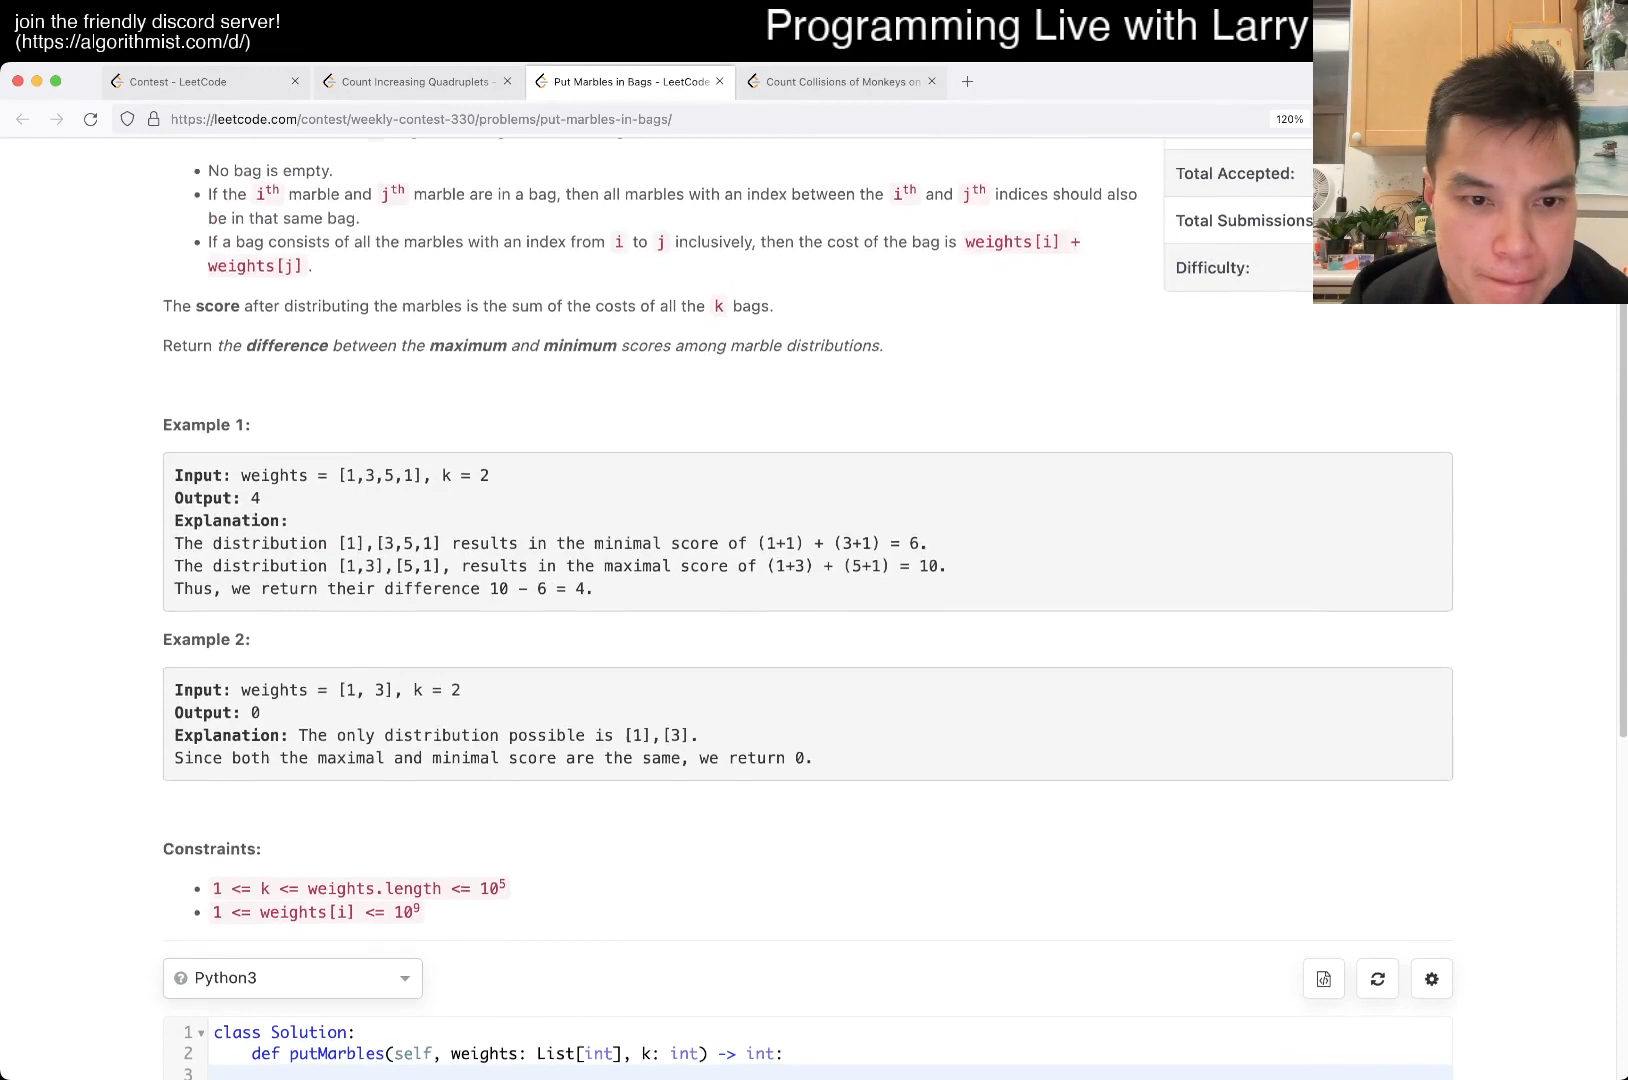 join the friendly discord server!
(https://algorithmist.com/d/)
Programming Live with Larry
Contest - LeetCode
Count Increasing Quadruplets -
Put Marbles in Bags - LeetCode
Count Collisions of Monkeys on
https://leetcode.com/contest/weekly-contest-330/problems/put-marbles-in-bags/
120%
• No bag is empty.
• If the ith marble and jth marble are in a bag, then all marbles with an index between the ith and jth indices should also
be in that same bag.
• If a bag consists of all the marbles with an index from i to j inclusively, then the cost of the bag is weights[i] +
weights[j].
The score after distributing the marbles is the sum of the costs of all the k bags.
Return the difference between the maximum and minimum scores among marble distributions.
Total Accepted:
Total Submissions
Difficulty:
Example 1:
Input: weights = [1,3,5,1], k = 2
Output: 4
Explanation:
The distribution [1],[3,5,1] results in the minimal score of (1+1) + (3+1) = 6.
The distribution [1,3],[5,1], results in the maximal score of (1+3) + (5+1) = 10.
Thus, we return their difference 10 - 6 = 4.
Example 2:
Input: weights = [1, 3], k = 2
Output: 0
Explanation: The only distribution possible is [1],[3].
Since both the maximal and minimal score are the same, we return 0.
Constraints:
• 1 <= k <= weights.length <= 10^5
• 1 <= weights[i] <= 10^9
Python3
1 class Solution:
2 def putMarbles(self, weights: List[int], k: int) -> int:
3